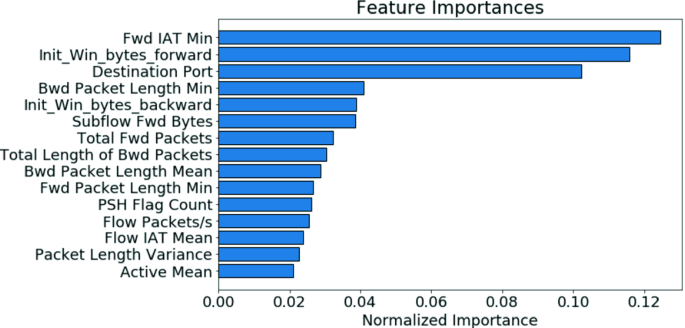 Feature Importances
Fwd IAT Min
Init_Win_bytes_forward
Destination Port
Bwd Packet Length Min
Init_Win_bytes_backward
Subflow Fwd Bytes
Total Fwd Packets
Total Length of Bwd Packets
Bwd Packet Length Mean
Fwd Packet Length Min
PSH Flag Count
Flow Packets/s
Flow IAT Mean
Packet Length Variance
Active Mean
0.00 0.02 0.04 0.06 0.08 0.10 0.12
Normalized Importance